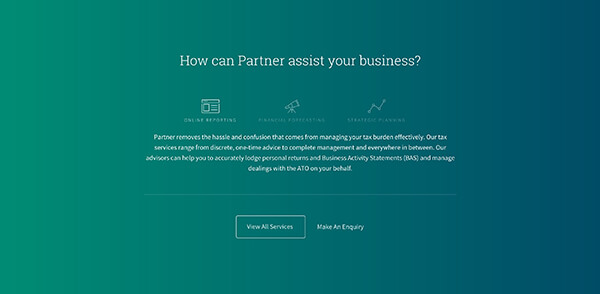 How can Partner assist your business?
ONLINE REPORTING FINANCIAL FORECASTING STRATEGIC PLANNING
Partner removes the hassle and confusion that comes from managing your tax burden effectively. Our tax
services range from discrete, one-time advice to complete management and everywhere in between. Our
advisors can help you to accurately lodge personal returns and Business Activity Statements (BAS) and manage
dealings with the ATO on your behalf.
View All Services Make An Enquiry